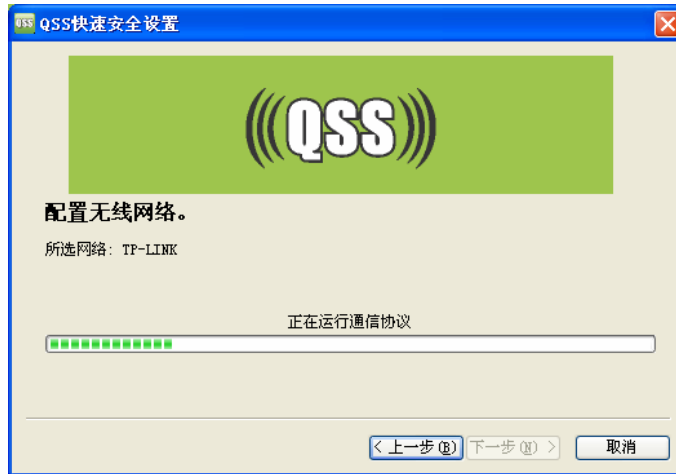 QSS QSS快速安全设置
(((QSS)))
配置无线网络。
所选网络: TP-LINK
正在运行通信协议
< 上一步(B) 下一步(N) > 取消